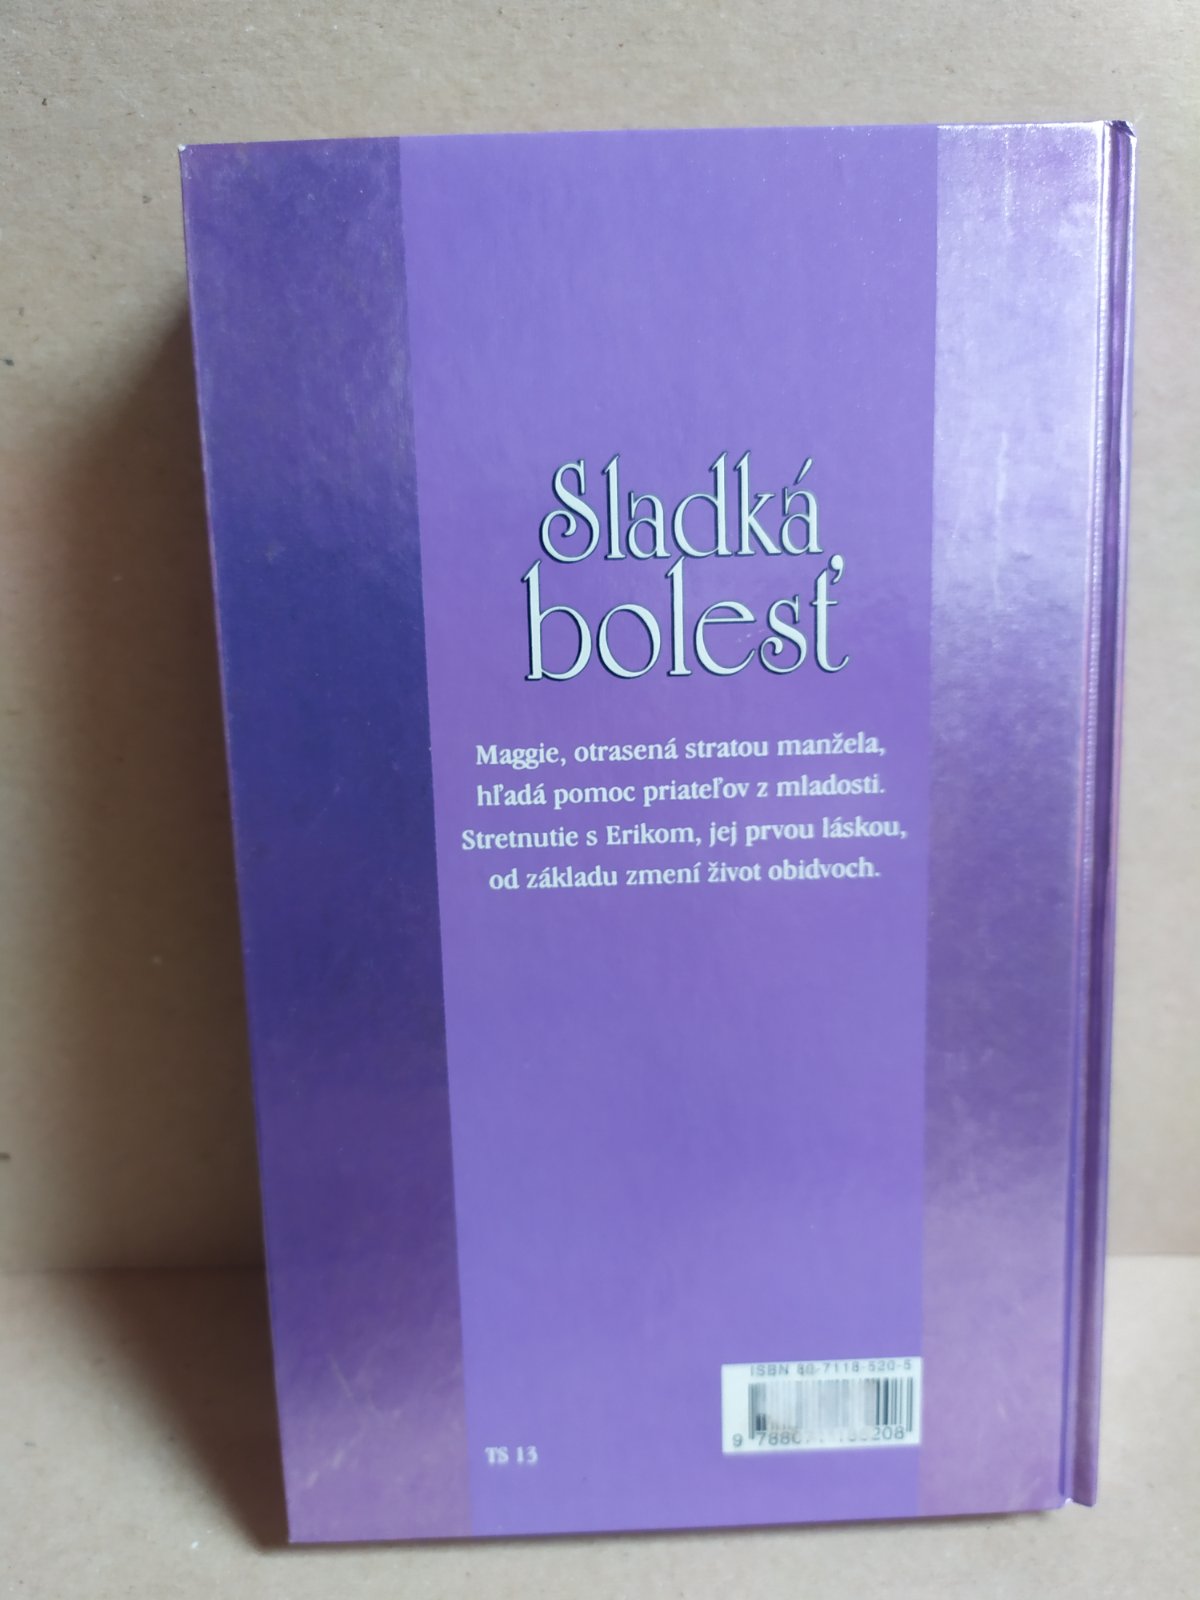 Sladká
bolesť
Maggie, otrasená stratou manžela,
hľadá pomoc priateľov z mladosti.
Stretnutie s Erikom, jej prvou láskou,
od základu zmení život obidvoch.
ISBN 80-7118-520-5
9
TS 13